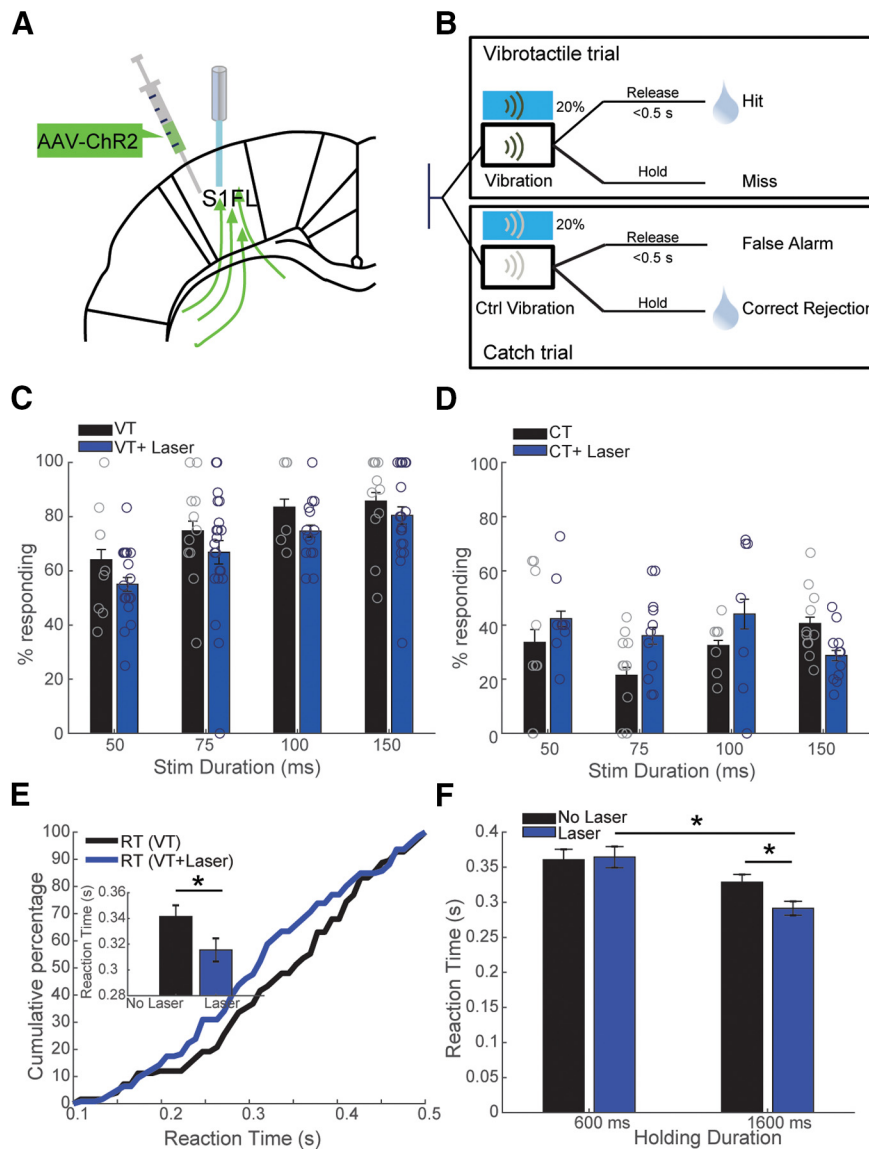 A
AAV-ChR2
S1FL
B
Vibrotactile trial
20%
Vibration
Release
<0.5 s
Hit
Hold
Miss
20%
Ctrl Vibration
Release
<0.5 s
False Alarm
Hold
Correct Rejection
Catch trial
C
VT
VT+ Laser
% responding
100
80
60
40
20
0
50 75 100 150
Stim Duration (ms)
D
CT
CT+ Laser
% responding
100
80
60
40
20
0
50 75 100 150
Stim Duration (ms)
E
RT (VT)
RT (VT+Laser)
Cumulative percentage
100
90
80
70
60
50
40
30
20
10
0
Reaction Time (s)
0.36
0.34
0.32
0.3
0.28
*
No Laser Laser
0.1 0.2 0.3 0.4 0.5
Reaction Time (s)
F
No Laser
Laser
Reaction Time (s)
0.4
0.35
0.3
0.25
0.2
0.15
0.1
0.05
0
*
*
600 ms 1600 ms
Holding Duration